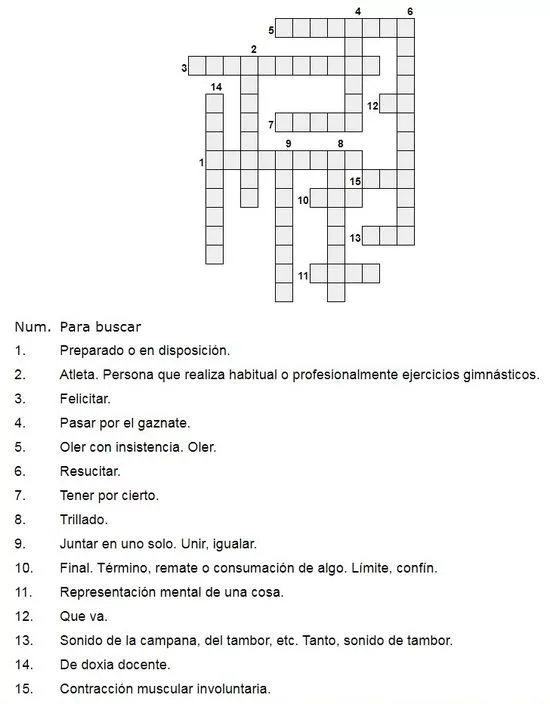 4 6
5
2
3
14
12
7
9 8
1
15
10
13
11
Num. Para buscar
1. Preparado o en disposición.
2. Atleta. Persona que realiza habitual o profesionalmente ejercicios gimnásticos.
3. Felicitar.
4. Pasar por el gaznate.
5. Oler con insistencia. Oler.
6. Resucitar.
7. Tener por cierto.
8. Trillado.
9. Juntar en uno solo. Unir, igualar.
10. Final. Término, remate o consumación de algo. Límite, confín.
11. Representación mental de una cosa.
12. Que va.
13. Sonido de la campana, del tambor, etc. Tanto, sonido de tambor.
14. De doxia docente.
15. Contracción muscular involuntaria.